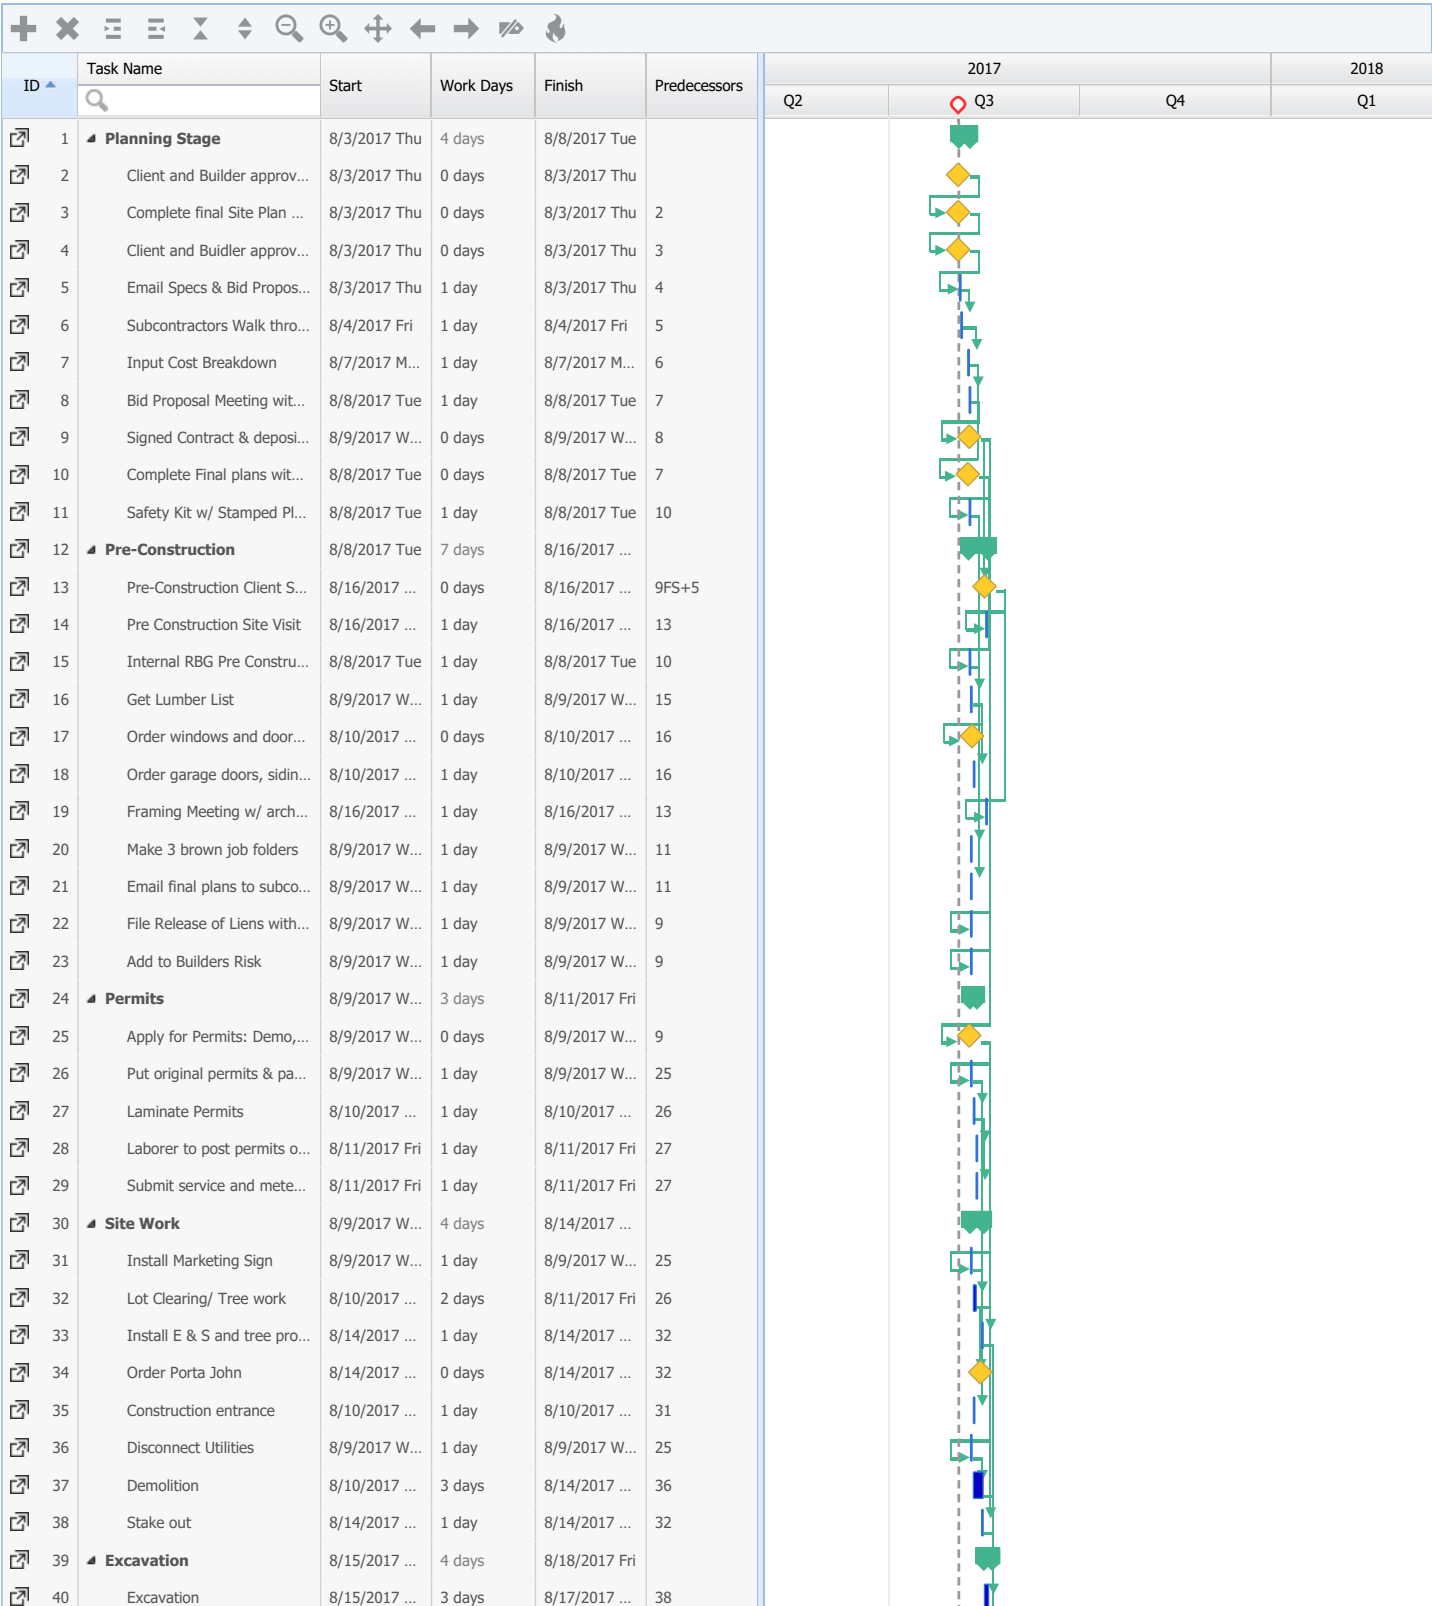 2017 2018
ID Task Name Start Work Days Finish Predecessors
Q2 Q3 Q4 Q1
1 Planning Stage 8/3/2017 Thu 4 days 8/8/2017 Tue
2 Client and Builder approv... 8/3/2017 Thu 0 days 8/3/2017 Thu
3 Complete final Site Plan ... 8/3/2017 Thu 0 days 8/3/2017 Thu 2
4 Client and Buidler approv... 8/3/2017 Thu 0 days 8/3/2017 Thu 3
5 Email Specs & Bid Propos... 8/3/2017 Thu 1 day 8/3/2017 Thu 4
6 Subcontractors Walk thro... 8/4/2017 Fri 1 day 8/4/2017 Fri 5
7 Input Cost Breakdown 8/7/2017 M... 1 day 8/7/2017 M... 6
8 Bid Proposal Meeting wit... 8/8/2017 Tue 1 day 8/8/2017 Tue 7
9 Signed Contract & deposi... 8/9/2017 W... 0 days 8/9/2017 W... 8
10 Complete Final plans wit... 8/8/2017 Tue 0 days 8/8/2017 Tue 7
11 Safety Kit w/ Stamped Pl... 8/8/2017 Tue 1 day 8/8/2017 Tue 10
12 Pre-Construction 8/8/2017 Tue 7 days 8/16/2017 ...
13 Pre-Construction Client S... 8/16/2017 ... 0 days 8/16/2017 ... 9FS+5
14 Pre Construction Site Visit 8/16/2017 ... 1 day 8/16/2017 ... 13
15 Internal RBG Pre Constru... 8/8/2017 Tue 1 day 8/8/2017 Tue 10
16 Get Lumber List 8/9/2017 W... 1 day 8/9/2017 W... 15
17 Order windows and door... 8/10/2017 ... 0 days 8/10/2017 ... 16
18 Order garage doors, sidin... 8/10/2017 ... 1 day 8/10/2017 ... 16
19 Framing Meeting w/ arch... 8/16/2017 ... 1 day 8/16/2017 ... 13
20 Make 3 brown job folders 8/9/2017 W... 1 day 8/9/2017 W... 11
21 Email final plans to subco... 8/9/2017 W... 1 day 8/9/2017 W... 11
22 File Release of Liens with... 8/9/2017 W... 1 day 8/9/2017 W... 9
23 Add to Builders Risk 8/9/2017 W... 1 day 8/9/2017 W... 9
24 Permits 8/9/2017 W... 3 days 8/11/2017 Fri
25 Apply for Permits: Demo,... 8/9/2017 W... 0 days 8/9/2017 W... 9
26 Put original permits & pa... 8/9/2017 W... 1 day 8/9/2017 W... 25
27 Laminate Permits 8/10/2017 ... 1 day 8/10/2017 ... 26
28 Laborer to post permits o... 8/11/2017 Fri 1 day 8/11/2017 Fri 27
29 Submit service and mete... 8/11/2017 Fri 1 day 8/11/2017 Fri 27
30 Site Work 8/9/2017 W... 4 days 8/14/2017 ...
31 Install Marketing Sign 8/9/2017 W... 1 day 8/9/2017 W... 25
32 Lot Clearing/ Tree work 8/10/2017 ... 2 days 8/11/2017 Fri 26
33 Install E & S and tree pro... 8/14/2017 ... 1 day 8/14/2017 ... 32
34 Order Porta John 8/14/2017 ... 0 days 8/14/2017 ... 32
35 Construction entrance 8/10/2017 ... 1 day 8/10/2017 ... 31
36 Disconnect Utilities 8/9/2017 W... 1 day 8/9/2017 W... 25
37 Demolition 8/10/2017 ... 3 days 8/14/2017 ... 36
38 Stake out 8/14/2017 ... 1 day 8/14/2017 ... 32
39 Excavation 8/15/2017 ... 4 days 8/18/2017 Fri
40 Excavation 8/15/2017 ... 3 days 8/17/2017 ... 38